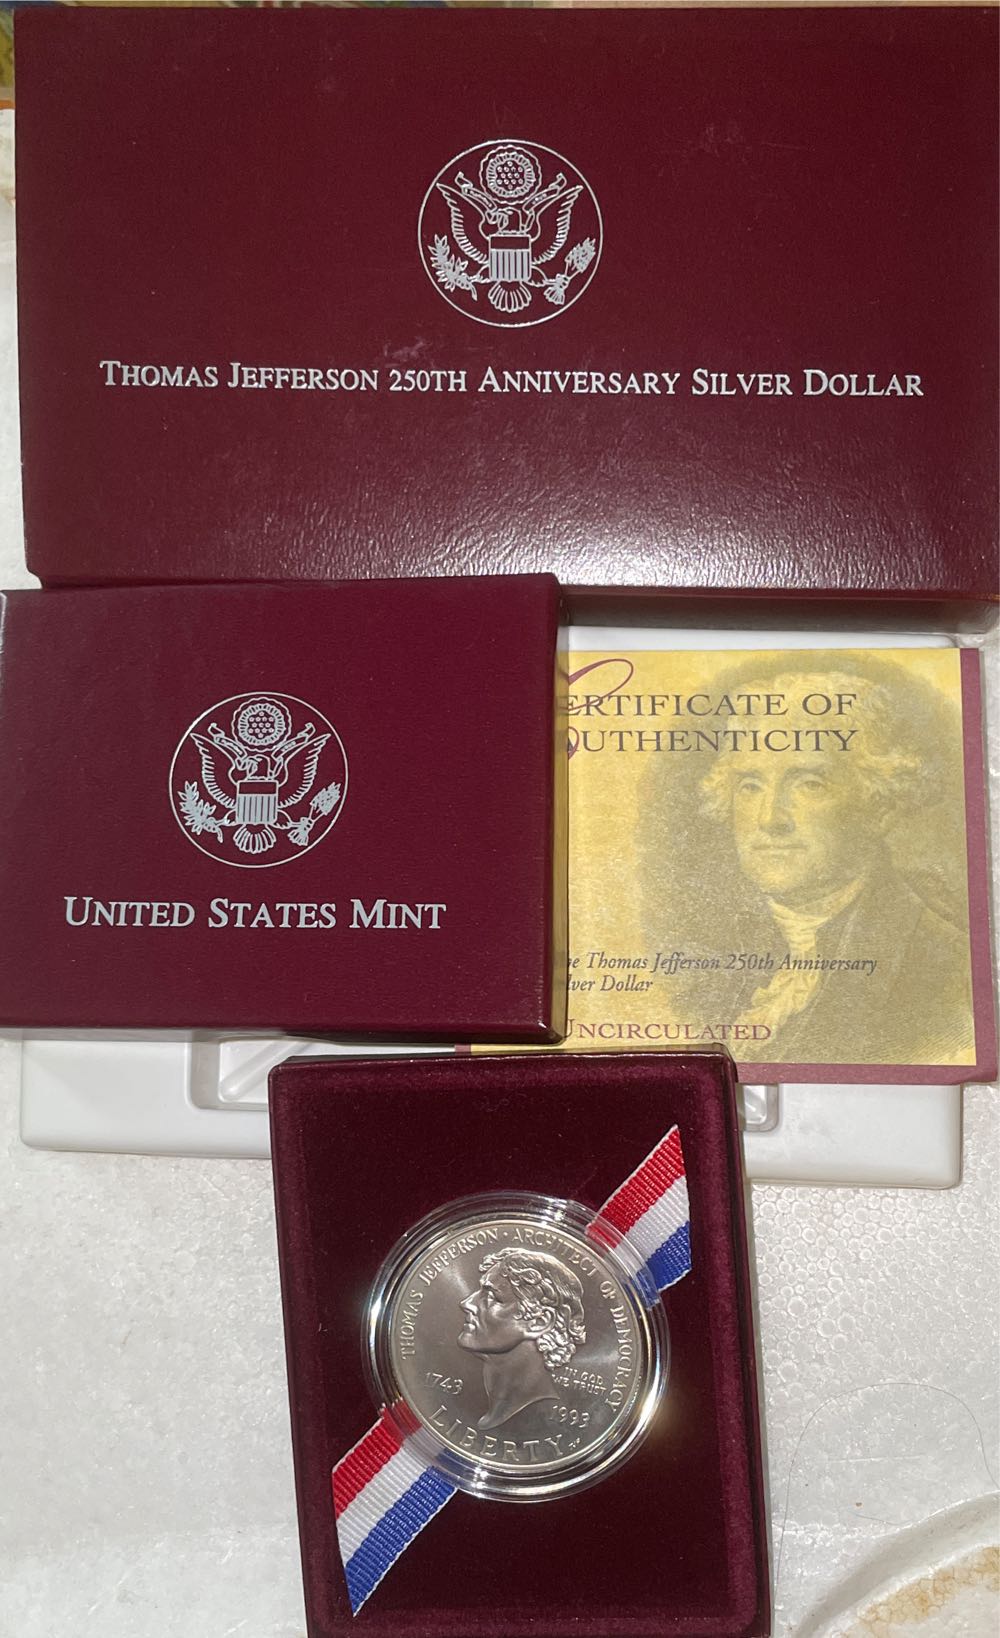 THOMAS JEFFERSON 250TH ANNIVERSARY SILVER DOLLAR
UNITED STATES MINT
ERTIFICATE OF
UTHENTICITY
Thomas Jefferson 250th Anniversary
lver Dollar
UNCIRCULATED
THOMAS JEFFERSON · ARCHITECT OF DEMOCRACY
IN GOD
WE TRUST
1743
1993
LIBERTY